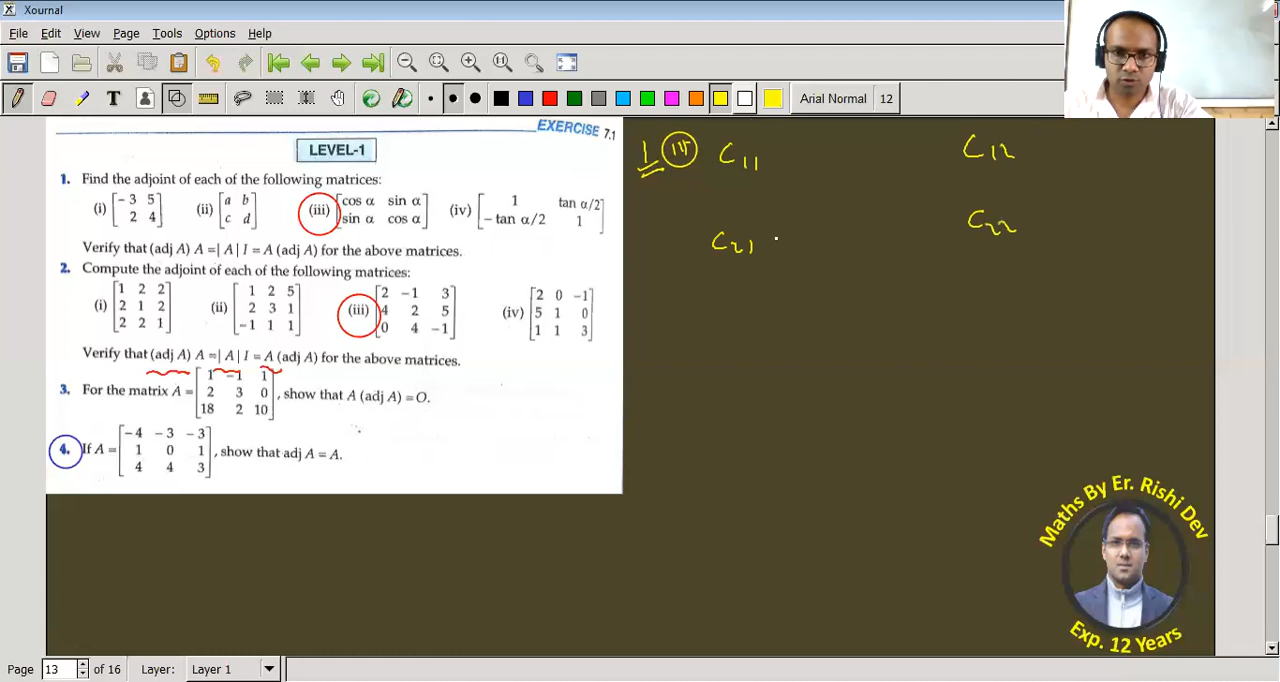 Xournal
File Edit View Page Tools Options Help
Arial Normal 12
EXERCISE 7.1
LEVEL-1
1. Find the adjoint of each of the following matrices:
(i) [-3 5; 2 4] (ii) [a b; c d] (iii) [cos α sin α; sin α cos α] (iv) [1 tan α/2; -tan α/2 1]
Verify that (adj A) A = | A | I = A (adj A) for the above matrices.
2. Compute the adjoint of each of the following matrices:
(i) [1 2 2; 2 1 2; 2 2 1] (ii) [1 2 5; 2 3 1; -1 1 1] (iii) [2 -1 3; 4 2 5; 0 4 -1] (iv) [2 0 -1; 5 1 0; 1 1 3]
Verify that (adj A) A = | A | I = A (adj A) for the above matrices.
3. For the matrix A = [1 -1 1; 2 3 0; 18 2 10], show that A (adj A) = O.
4. If A = [-4 -3 -3; 1 0 1; 4 4 3], show that adj A = A.
1 (iii) C11 C12
C21 C22
Maths By Er. Rishi Dev
Exp. 12 Years
Page 13 of 16 Layer: Layer 1